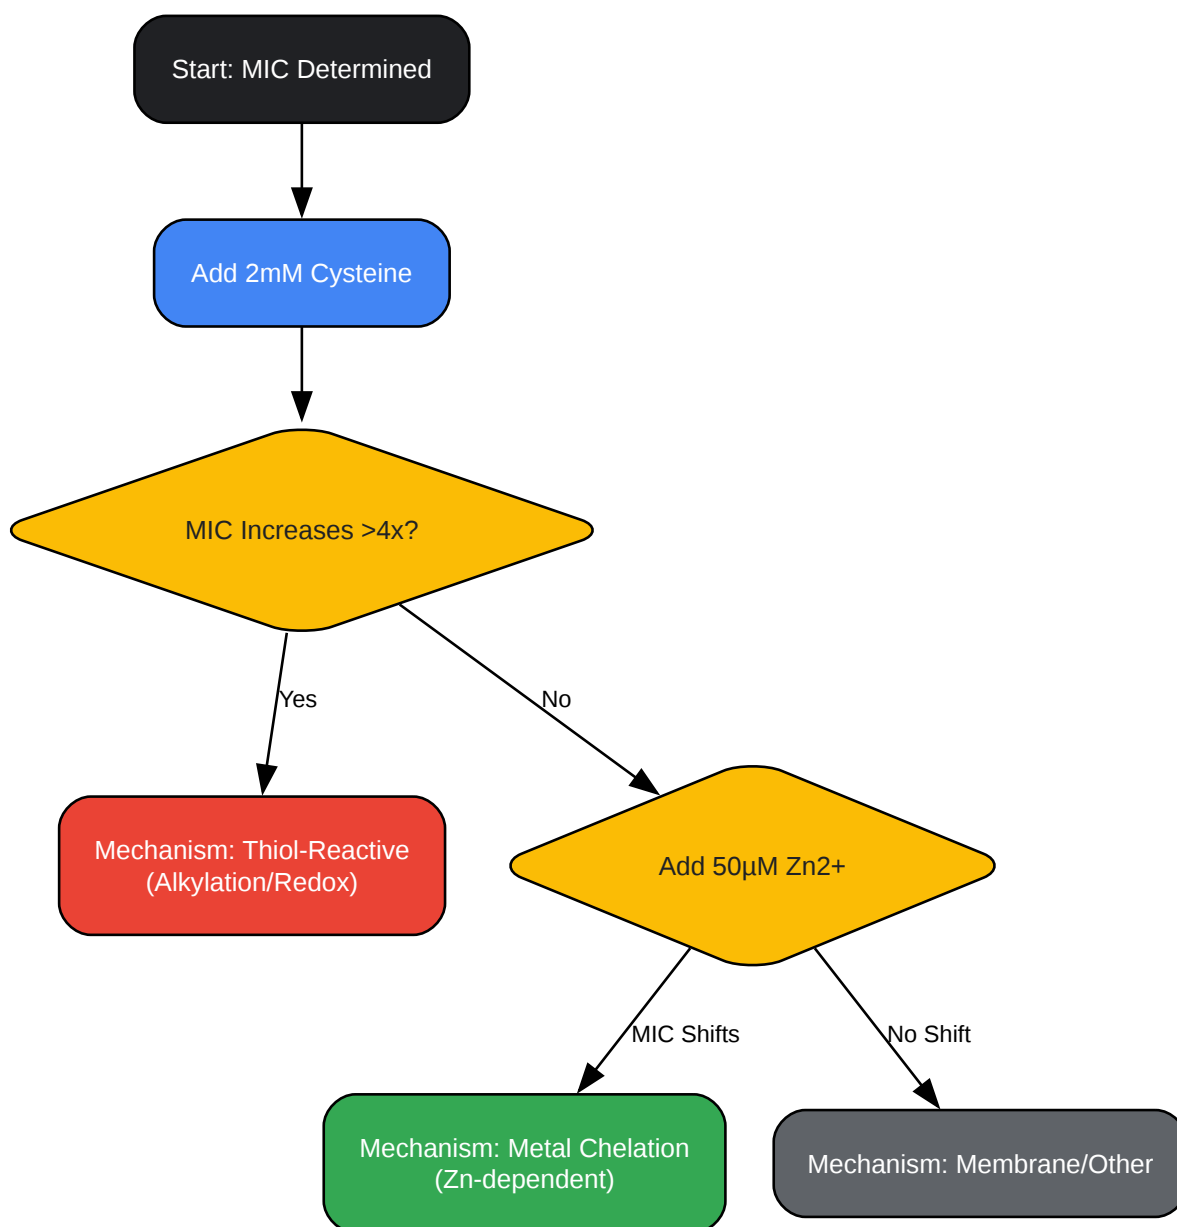 Start: MIC Determined
Add 2mM Cysteine
MIC Increases >4x?
Yes
No
Mechanism: Thiol-Reactive
(Alkylation/Redox)
Add 50µM Zn2+
MIC Shifts
No Shift
Mechanism: Metal Chelation
(Zn-dependent)
Mechanism: Membrane/Other